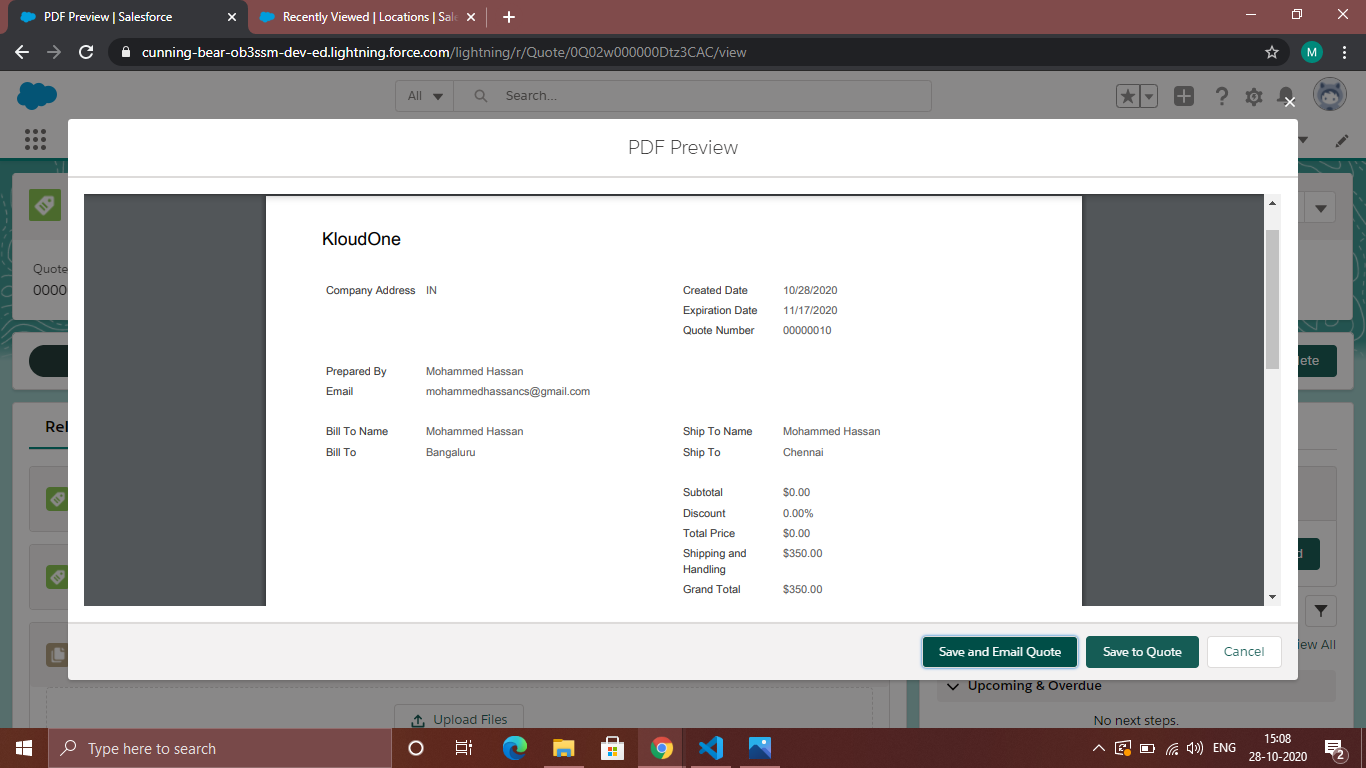 PDF Preview | Salesforce
Recently Viewed | Locations | Sal
cunning-bear-ob3ssm-dev-ed.lightning.force.com/lightning/r/Quote/0Q02w000000Dtz3CAC/view
M
All
Search...
PDF Preview
Quote
0000
Rel
KloudOne
Company Address IN
Created Date 10/28/2020
Expiration Date 11/17/2020
Quote Number 00000010
Prepared By Mohammed Hassan
Email mohammedhassancs@gmail.com
Bill To Name Mohammed Hassan
Ship To Name Mohammed Hassan
Bill To Bangaluru
Ship To Chennai
Subtotal $0.00
Discount 0.00%
Total Price $0.00
Shipping and Handling $350.00
Grand Total $350.00
lete
d
iew All
Save and Email Quote
Save to Quote
Cancel
Upcoming & Overdue
No next steps.
Upload Files
Type here to search
ENG
15:08
28-10-2020
2